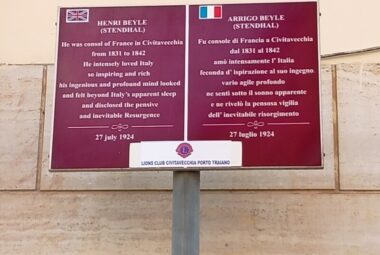 HENRI BEYLE
(STENDHAL)
He was consol of France in Civitavecchia
from 1831 to 1842
He intensely loved Italy
so inspiring and rich
his ingenious and profound mind looked
and felt beyond Italy's apparent sleep
and disclosed the pensive
and inevitable Resurgence
27 july 1924
ARRIGO BEYLE
(STENDHAL)
Fu console di Francia a Civitavecchia
dal 1831 al 1842
amò intensamente l' Italia
feconda d' ispirazione al suo ingegno
vario agile profondo
ne sentì sotto il sonno apparente
e ne rivelò la pensosa vigilia
dell' inevitabile risorgimento
27 luglio 1924
LIONS CLUB CIVITAVECCHIA PORTO TRAIANO